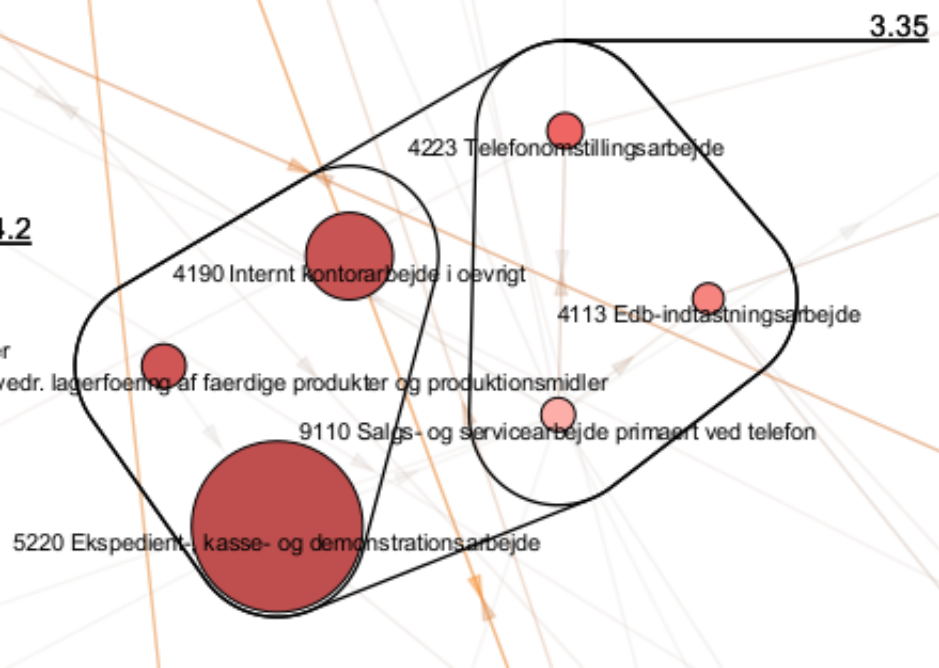 3.35
4223 Telefonomstillingsarbejde
4.2
4190 Internt kontorarbejde i oevrigt
4113 Edb-indtastningsarbejde
er
vedr. lagerfoering af faerdige produkter og produktionsmidler
9110 Salgs- og servicearbejde primaert ved telefon
5220 Ekspedient-, kasse- og demonstrationsarbejde